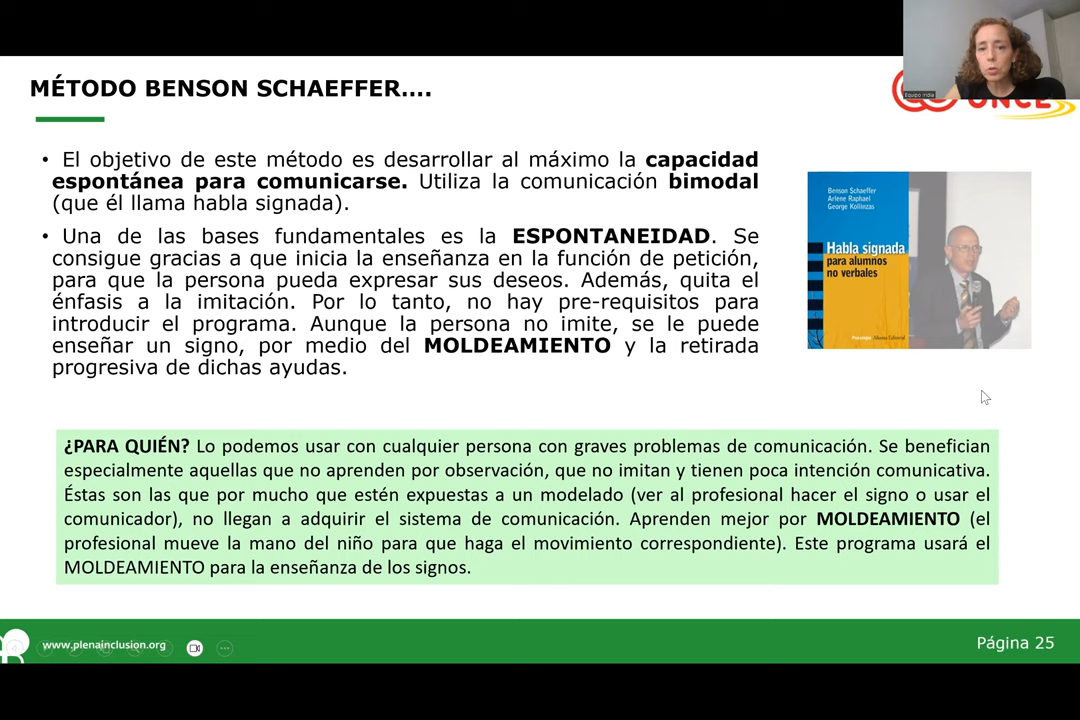 MÉTODO BENSON SCHAEFFER....
Equipo Iridia
ONCE
• El objetivo de este método es desarrollar al máximo la capacidad
espontánea para comunicarse. Utiliza la comunicación bimodal
(que él llama habla signada).
• Una de las bases fundamentales es la ESPONTANEIDAD. Se
consigue gracias a que inicia la enseñanza en la función de petición,
para que la persona pueda expresar sus deseos. Además, quita el
énfasis a la imitación. Por lo tanto, no hay pre-requisitos para
introducir el programa. Aunque la persona no imite, se le puede
enseñar un signo, por medio del MOLDEAMIENTO y la retirada
progresiva de dichas ayudas.
Benson Schaeffer
Arlene Raphael
George Kollinzas
Habla signada
para alumnos
no verbales
Psicología Alianza Editorial
¿PARA QUIÉN? Lo podemos usar con cualquier persona con graves problemas de comunicación. Se benefician
especialmente aquellas que no aprenden por observación, que no imitan y tienen poca intención comunicativa.
Éstas son las que por mucho que estén expuestas a un modelado (ver al profesional hacer el signo o usar el
comunicador), no llegan a adquirir el sistema de comunicación. Aprenden mejor por MOLDEAMIENTO (el
profesional mueve la mano del niño para que haga el movimiento correspondiente). Este programa usará el
MOLDEAMIENTO para la enseñanza de los signos.
www.plenainclusion.org
Página 25